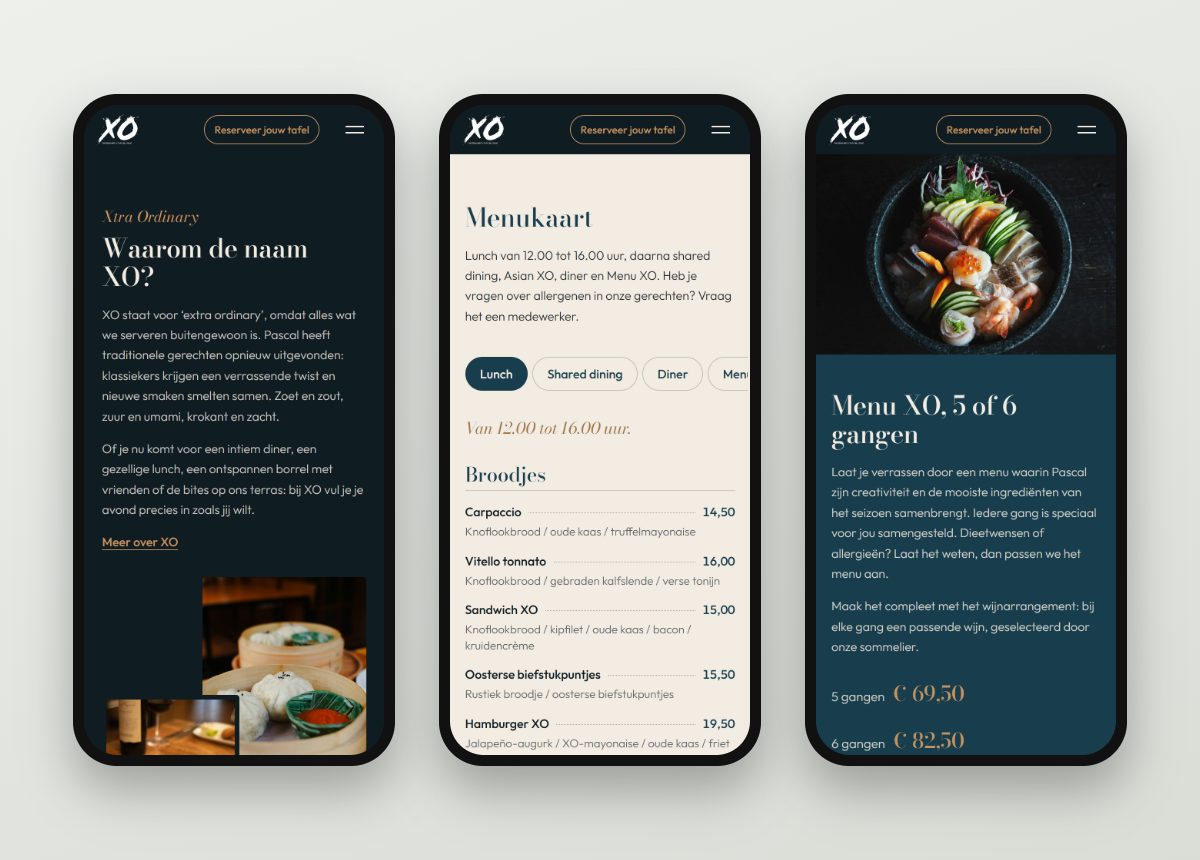 XO
Reserveer jouw tafel
Xtra Ordinary
Waarom de naam
XO?
XO staat voor ‘extra ordinary’, omdat alles wat
we serveren buitengewoon is. Pascal heeft
traditionele gerechten opnieuw uitgevonden:
klassiekers krijgen een verrassende twist en
nieuwe smaken smelten samen. Zoet en zout,
zuur en umami, krokant en zacht.
Of je nu komt voor een intiem diner, een
gezellige lunch, een ontspannen borrel met
vrienden of de bites op ons terras: bij XO vul je je
avond precies in zoals jij wilt.
Meer over XO
XO
Reserveer jouw tafel
Menukaart
Lunch van 12.00 tot 16.00 uur, daarna shared
dining, Asian XO, diner en Menu XO. Heb je
vragen over allergenen in onze gerechten? Vraag
het een medewerker.
Lunch
Shared dining
Diner
Menu
Van 12.00 tot 16.00 uur.
Broodjes
Carpaccio 14,50
Knoflookbrood / oude kaas / truffelmayonaise
Vitello tonnato 16,00
Knoflookbrood / gebraden kalfslende / verse tonijn
Sandwich XO 15,00
Knoflookbrood / kipfilet / oude kaas / bacon /
kruidencrème
Oosterse biefstukpuntjes 15,50
Rustiek broodje / oosterse biefstukpuntjes
Hamburger XO 19,50
Jalapeño-augurk / XO-mayonaise / oude kaas / friet
XO
Reserveer jouw tafel
Menu XO, 5 of 6
gangen
Laat je verrassen door een menu waarin Pascal
zijn creativiteit en de mooiste ingrediënten van
het seizoen samenbrengt. Iedere gang is speciaal
voor jou samengesteld. Dieetwensen of
allergieën? Laat het weten, dan passen we het
menu aan.
Maak het compleet met het wijnarrangement: bij
elke gang een passende wijn, geselecteerd door
onze sommelier.
5 gangen € 69,50
6 gangen € 82,50